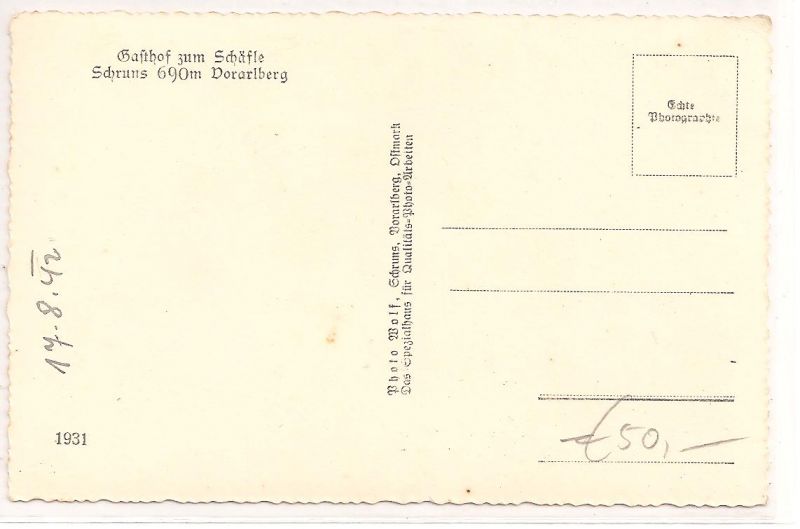 Gasthof zum Schäfle
Schruns 690m Vorarlberg
Echte
Photographie
Photo Wolf, Schruns, Vorarlberg, Ostmark
Das Spezialhaus für Qualitäts-Photo-Arbeiten
17.8.42
1931
€50,—